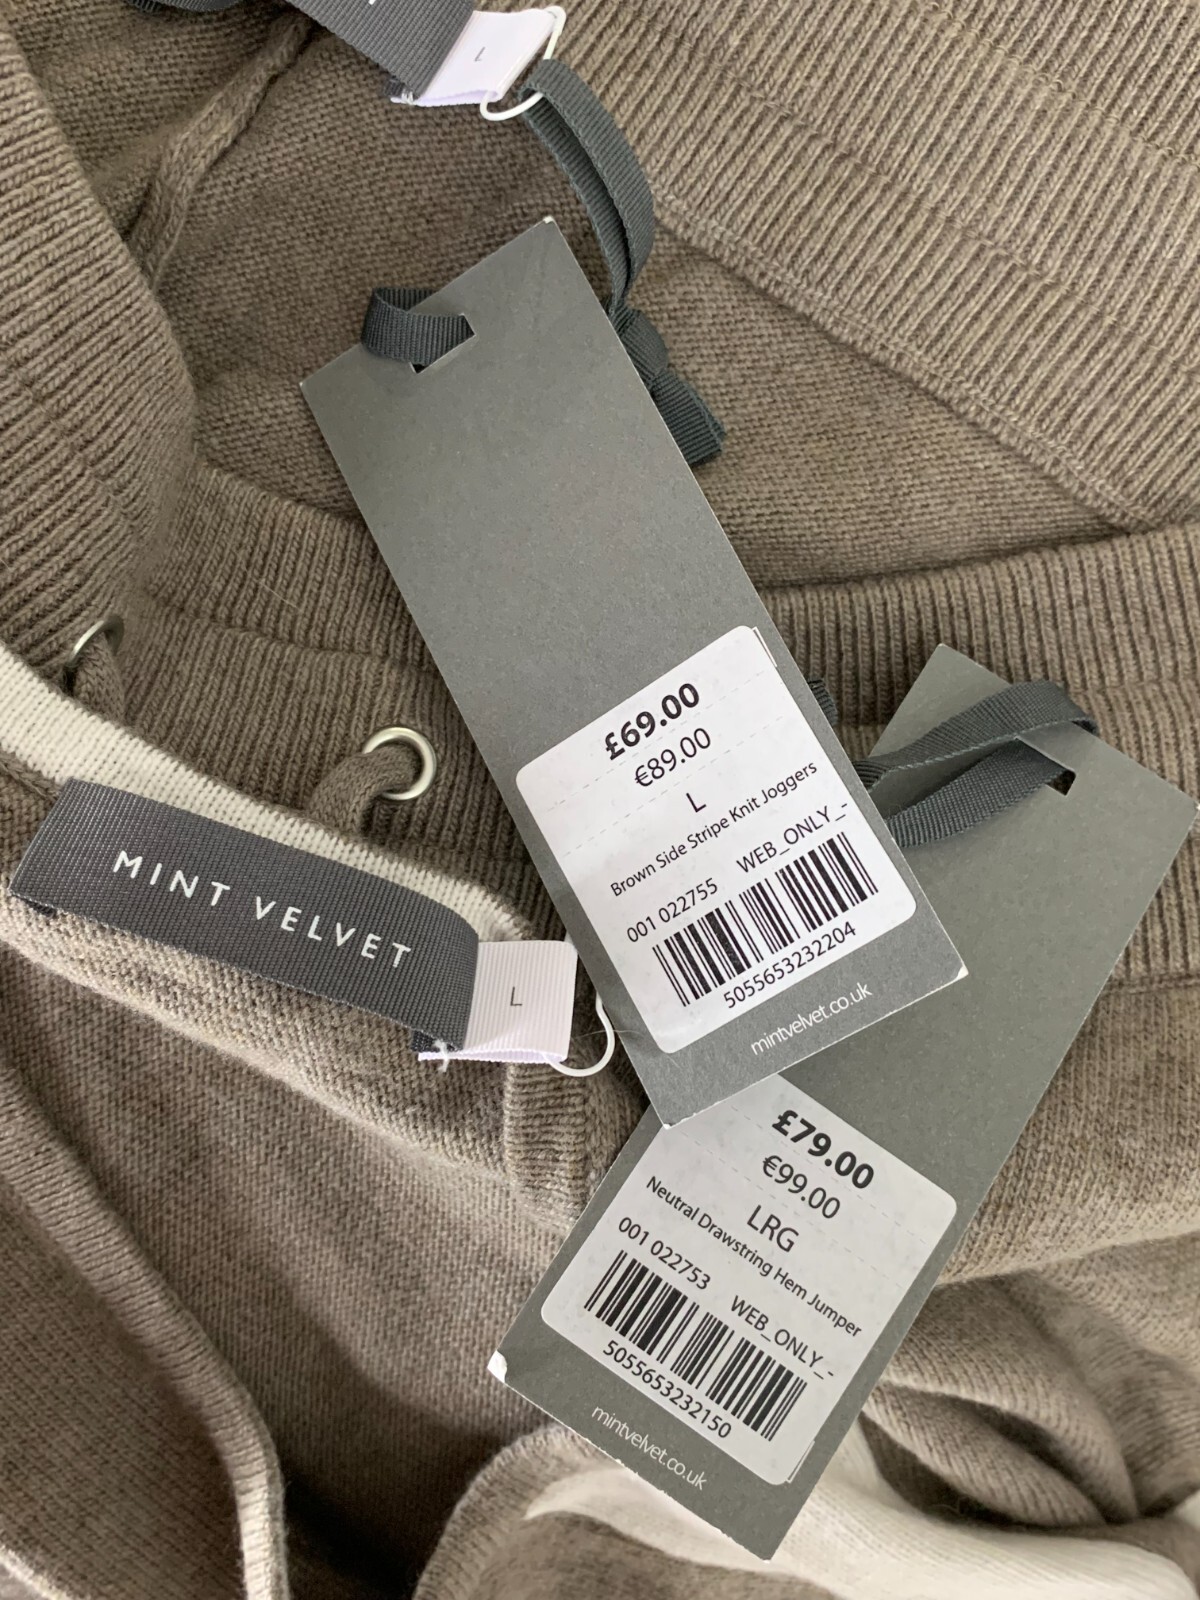 L
£69.00
€89.00
L
Brown Side Stripe Knit Joggers
001 022755 WEB_ONLY_-
5055653232204
mintvelvet.co.uk
MINT VELVET
L
£79.00
€99.00
LRG
Neutral Drawstring Hem Jumper
001 022753 WEB_ONLY_-
5055653232150
mintvelvet.co.uk